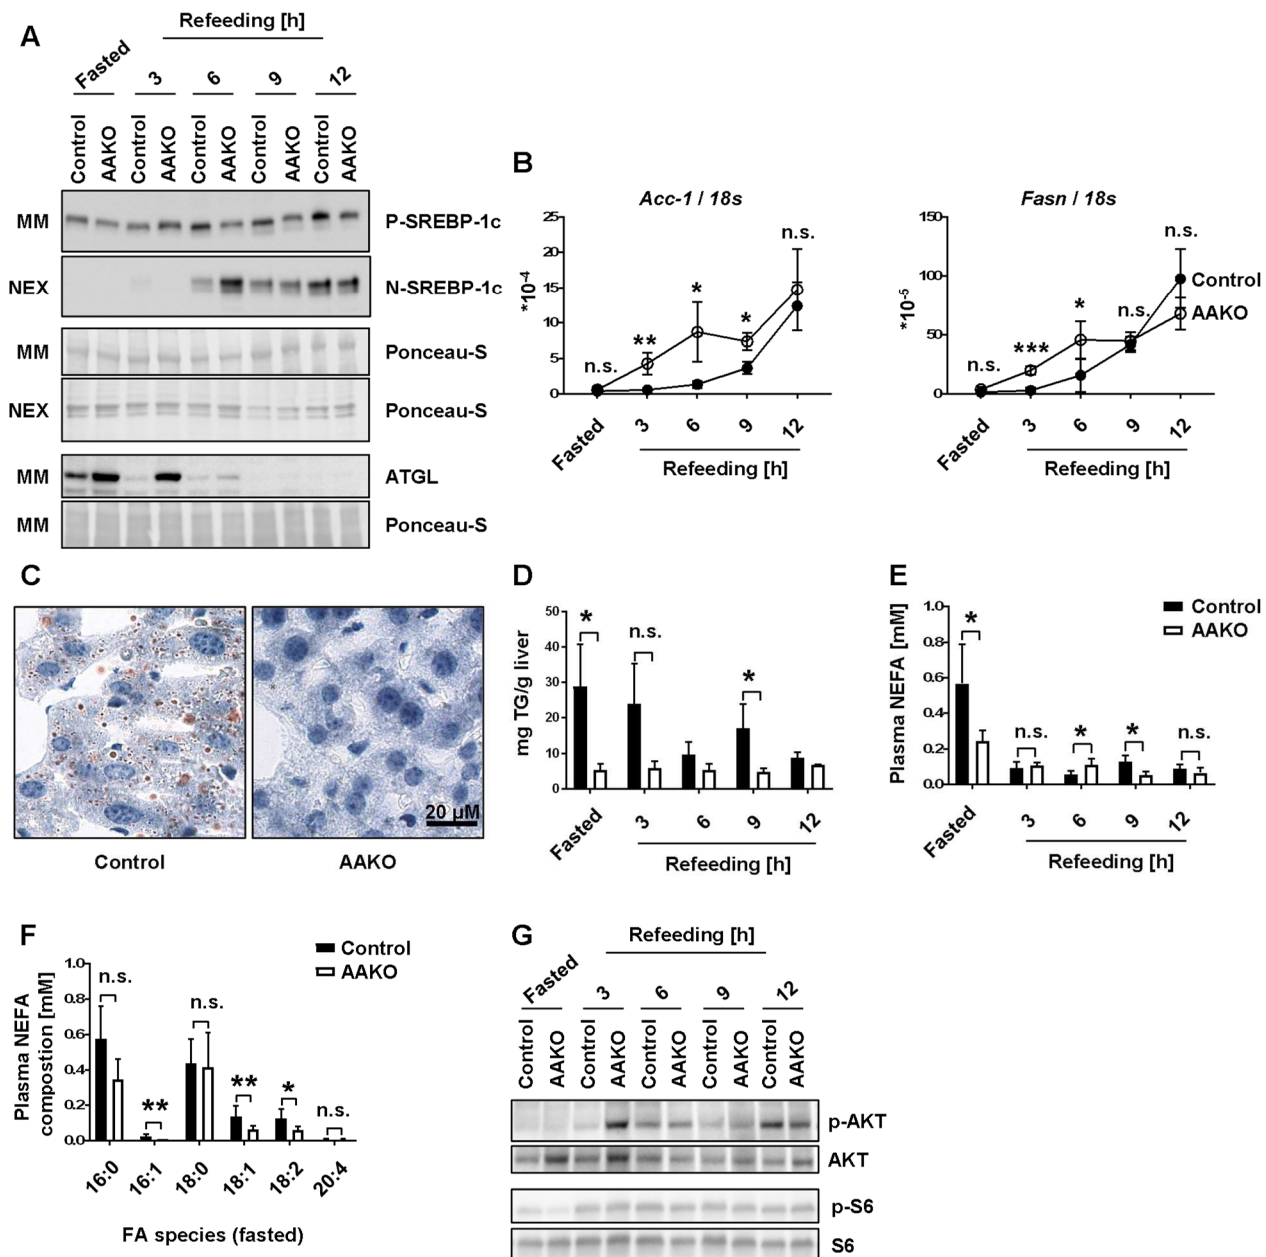 A
Refeeding [h]
Fasted
3
6
9
12
Control
AAKO
Control
AAKO
Control
AAKO
Control
AAKO
Control
AAKO
MM
P-SREBP-1c
NEX
N-SREBP-1c
MM
Ponceau-S
NEX
Ponceau-S
MM
ATGL
MM
Ponceau-S
B
Acc-1 / 18s
*10-4
25
20
15
10
5
0
n.s.
**
*
*
n.s.
Fasted
3
6
9
12
Refeeding [h]
Fasn / 18s
*10-5
150
100
50
0
n.s.
***
*
n.s.
n.s.
Control
AAKO
Fasted
3
6
9
12
Refeeding [h]
C
20 µM
Control
AAKO
D
mg TG/g liver
50
40
30
20
10
0
*
n.s.
*
Fasted
3
6
9
12
Refeeding [h]
E
Plasma NEFA [mM]
1.0
0.8
0.6
0.4
0.2
0.0
*
n.s.
*
*
n.s.
Control
AAKO
Fasted
3
6
9
12
Refeeding [h]
F
Control
AAKO
Plasma NEFA
compostion [mM]
1.0
0.8
0.6
0.4
0.2
0.0
n.s.
**
n.s.
**
*
n.s.
16:0
16:1
18:0
18:1
18:2
20:4
FA species (fasted)
G
Refeeding [h]
Fasted
3
6
9
12
Control
AAKO
Control
AAKO
Control
AAKO
Control
AAKO
Control
AAKO
p-AKT
AKT
p-S6
S6